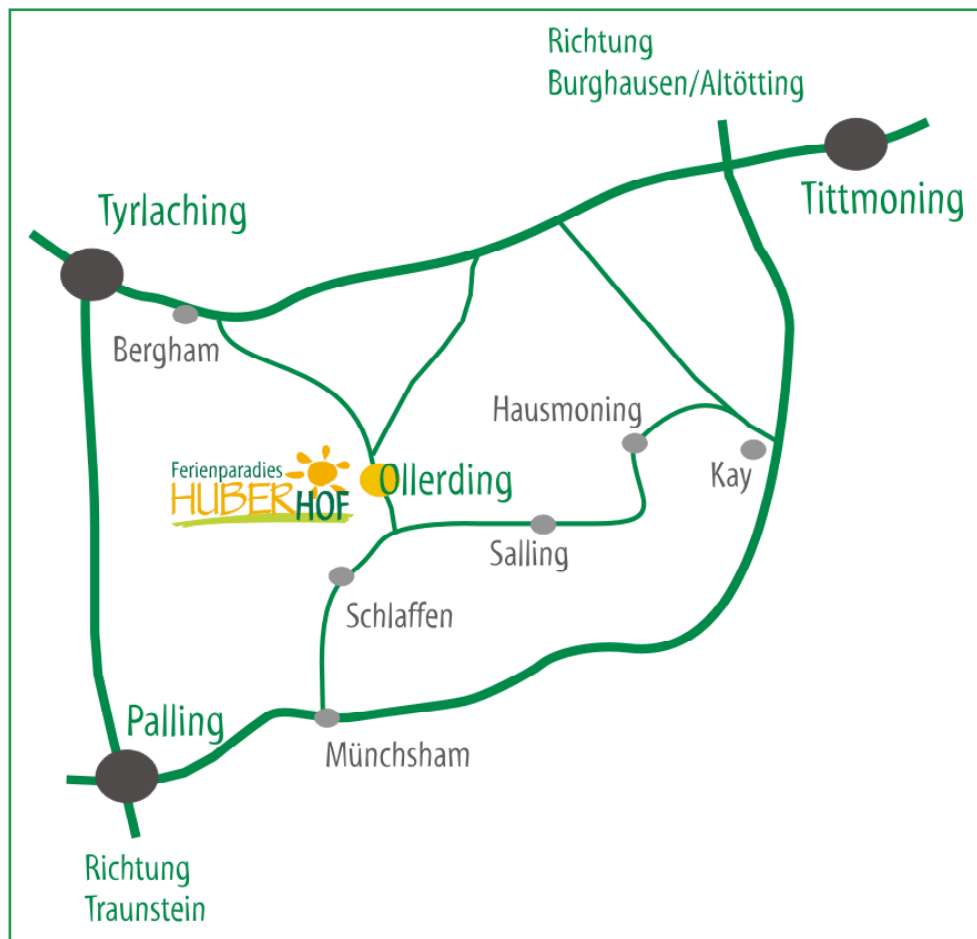 Richtung
Burghausen/Altötting
Tittmoning
Tyrlaching
Bergham
Hausmoning
Kay
Ferienparadies
HUBERHOF
Ollerding
Salling
Schlaffen
Palling
Münchsham
Richtung
Traunstein